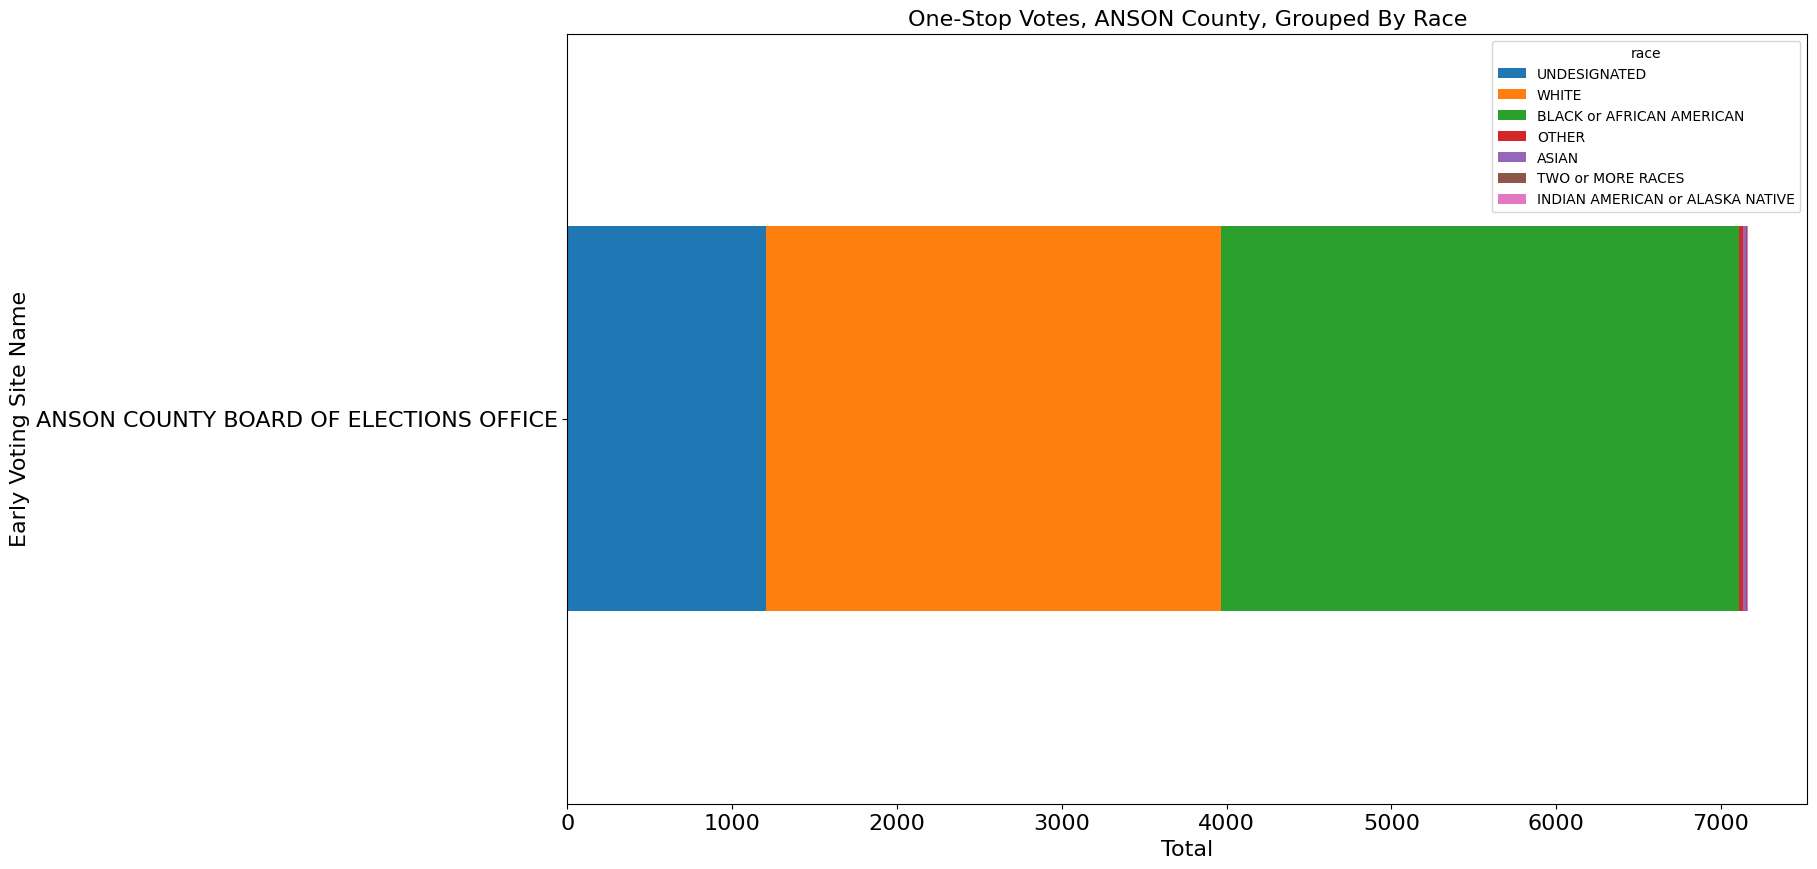 One-Stop Votes, ANSON County, Grouped By Race
race
UNDESIGNATED
WHITE
BLACK or AFRICAN AMERICAN
OTHER
ASIAN
TWO or MORE RACES
INDIAN AMERICAN or ALASKA NATIVE
Early Voting Site Name
ANSON COUNTY BOARD OF ELECTIONS OFFICE
0 1000 2000 3000 4000 5000 6000 7000
Total